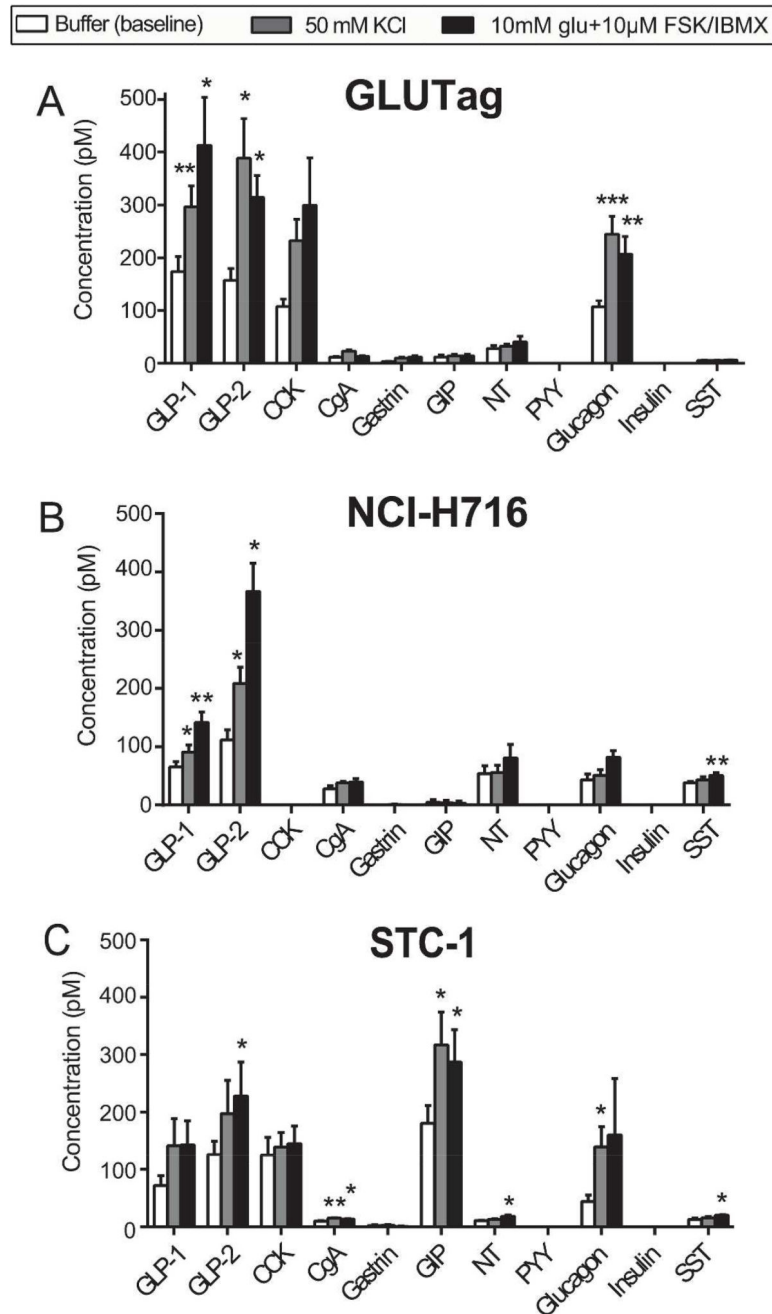 Buffer (baseline) 50 mM KCl 10mM glu+10µM FSK/IBMX
A GLUTag
Concentration (pM)
500
400
300
200
100
0
* ** * * *** **
GLP-1 GLP-2 CCK CgA Gastrin GIP NT PYY Glucagon Insulin SST
B NCI-H716
Concentration (pM)
500
400
300
200
100
0
* ** * * **
GLP-1 GLP-2 CCK CgA Gastrin GIP NT PYY Glucagon Insulin SST
C STC-1
Concentration (pM)
500
400
300
200
100
0
* ** * * * * * *
GLP-1 GLP-2 CCK CgA Gastrin GIP NT PYY Glucagon Insulin SST